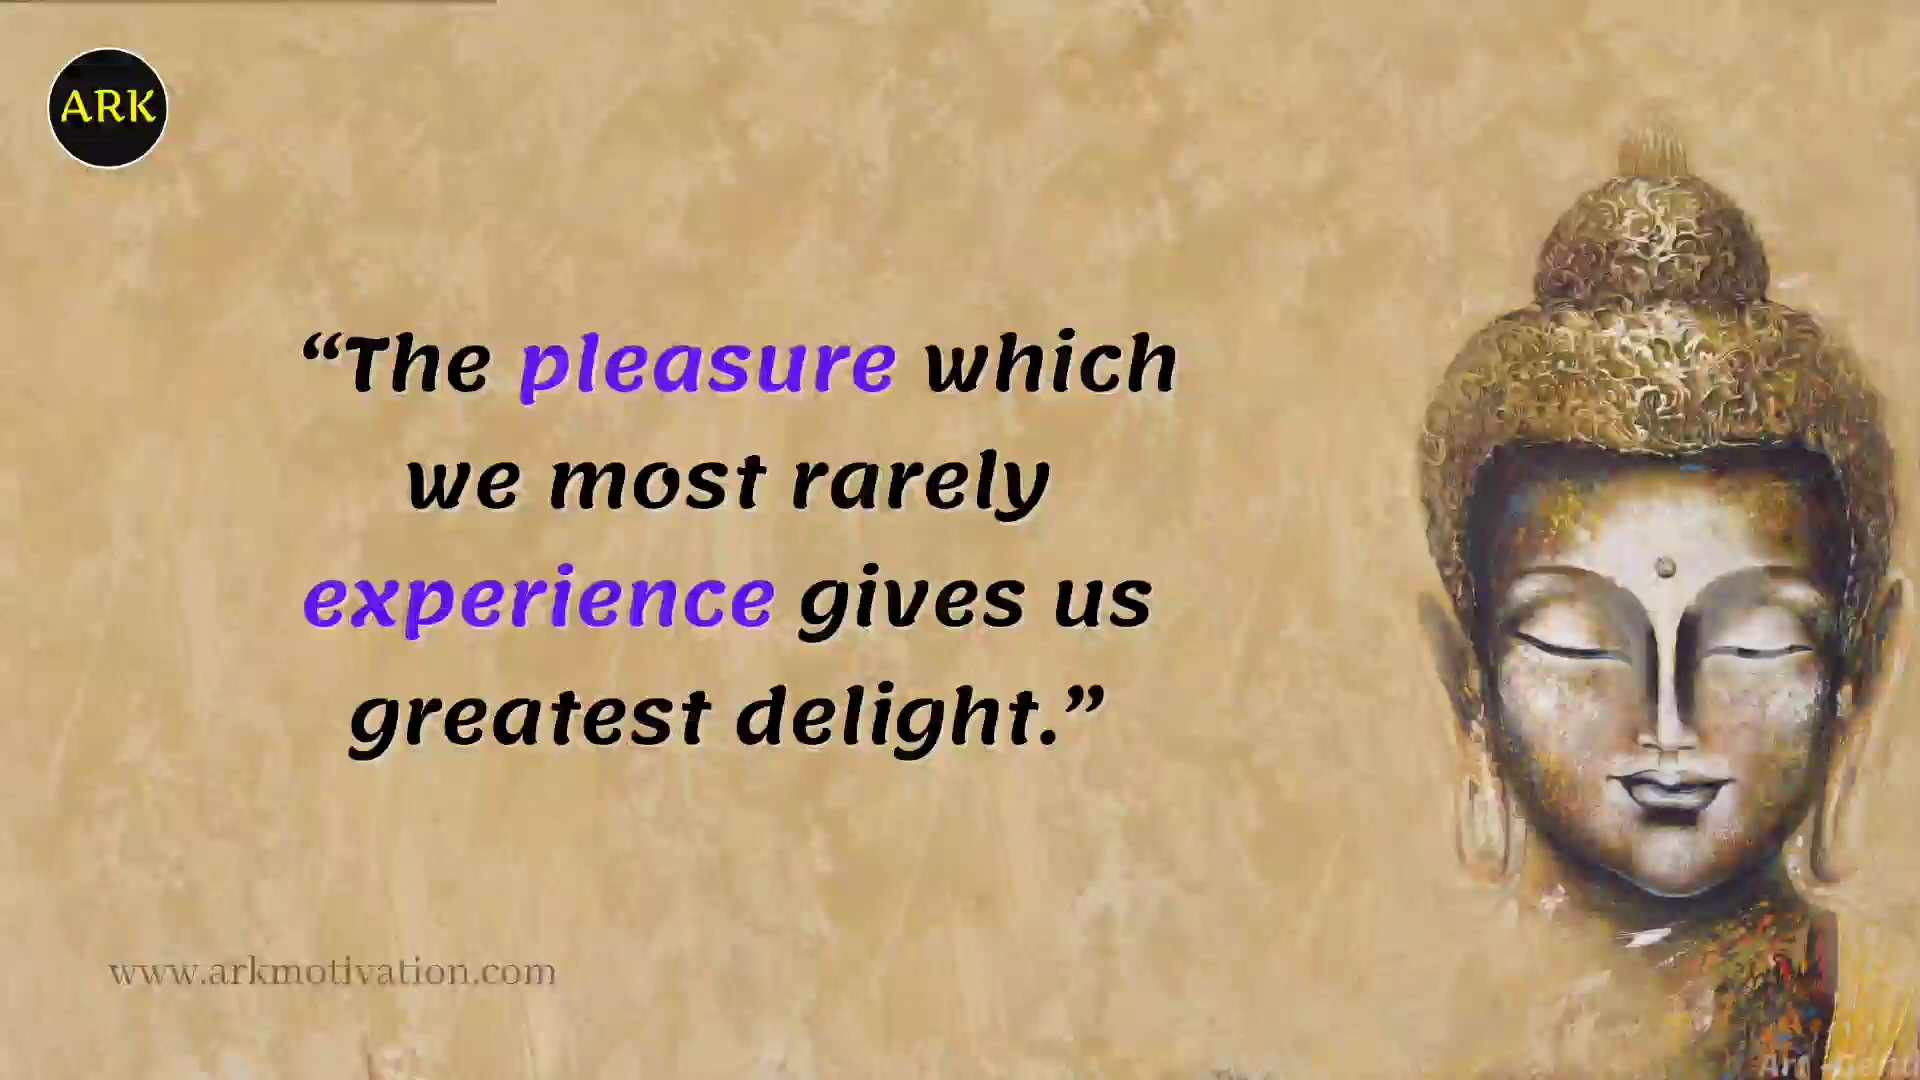 ARK
“The pleasure which
we most rarely
experience gives us
greatest delight.”
www.arkmotivation.com